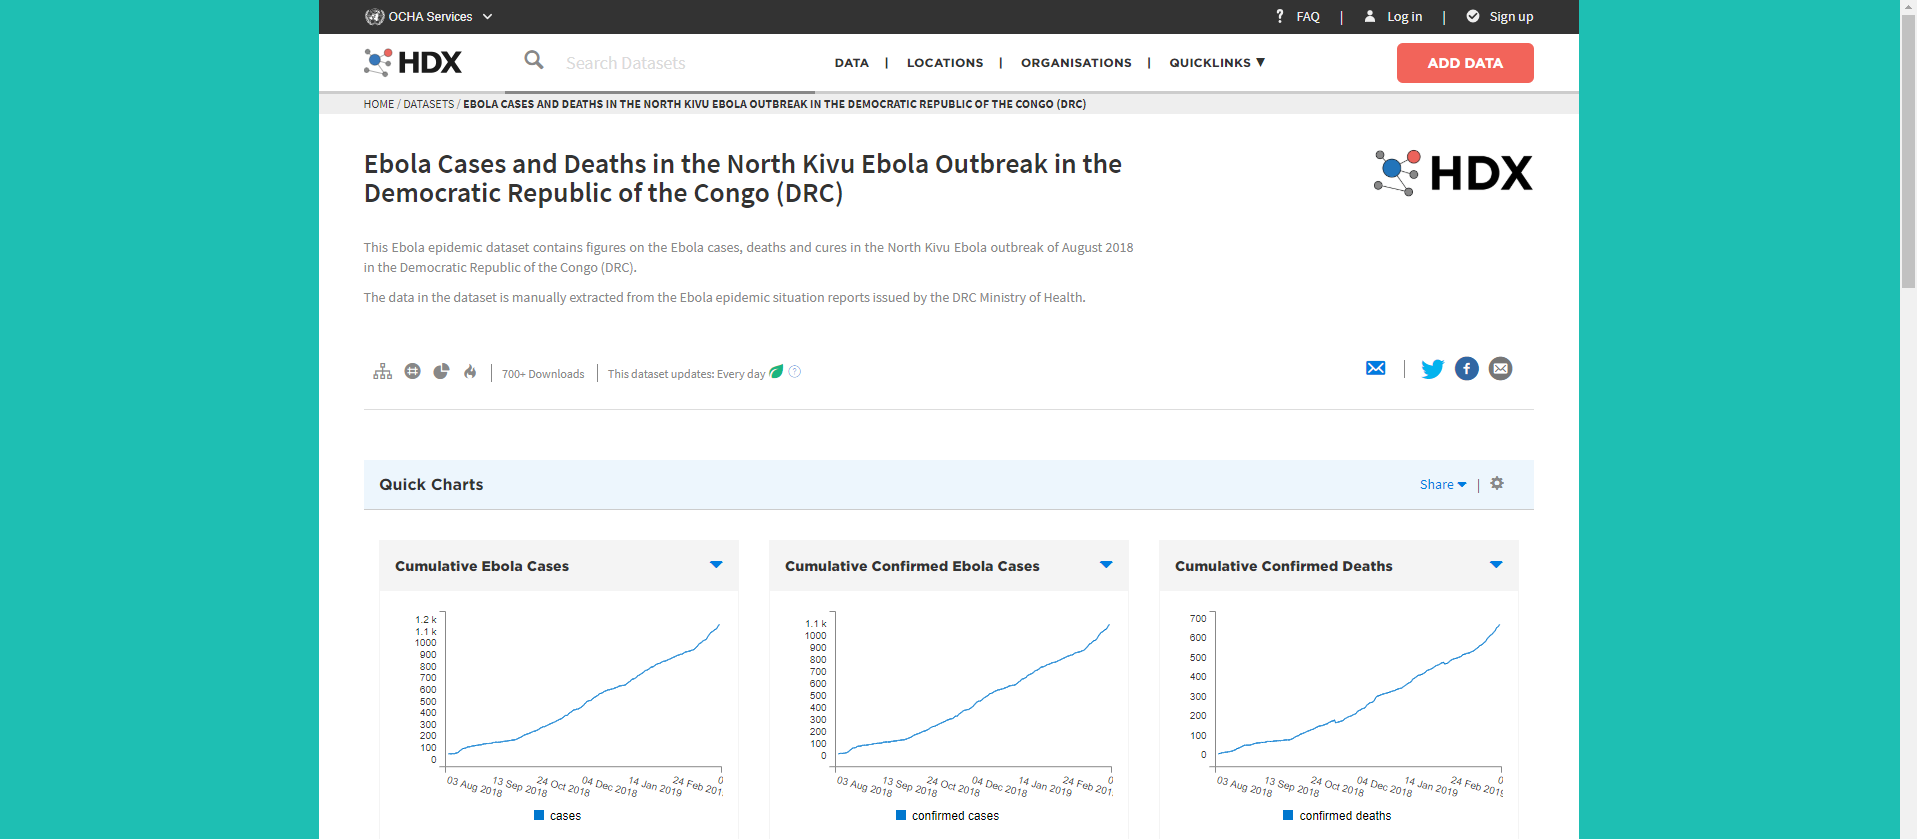 OCHA Services
? FAQ | Log in | Sign up
HDX
Search Datasets
DATA | LOCATIONS | ORGANISATIONS | QUICKLINKS ▼
ADD DATA
HOME / DATASETS / EBOLA CASES AND DEATHS IN THE NORTH KIVU EBOLA OUTBREAK IN THE DEMOCRATIC REPUBLIC OF THE CONGO (DRC)
Ebola Cases and Deaths in the North Kivu Ebola Outbreak in the
Democratic Republic of the Congo (DRC)
HDX
This Ebola epidemic dataset contains figures on the Ebola cases, deaths and cures in the North Kivu Ebola outbreak of August 2018
in the Democratic Republic of the Congo (DRC).
The data in the dataset is manually extracted from the Ebola epidemic situation reports issued by the DRC Ministry of Health.
700+ Downloads | This dataset updates: Every day ?
Quick Charts
Share |
Cumulative Ebola Cases
1.2 k
1.1 k
1000
900
800
700
600
500
400
300
200
100
0
03 Aug 2018 13 Sep 2018 24 Oct 2018 04 Dec 2018 14 Jan 2019 24 Feb 201 0
cases
Cumulative Confirmed Ebola Cases
1.1 k
1000
900
800
700
600
500
400
300
200
100
0
03 Aug 2018 13 Sep 2018 24 Oct 2018 04 Dec 2018 14 Jan 2019 24 Feb 201 0
confirmed cases
Cumulative Confirmed Deaths
700
600
500
400
300
200
100
0
03 Aug 2018 13 Sep 2018 24 Oct 2018 04 Dec 2018 14 Jan 2019 24 Feb 2019 0
confirmed deaths